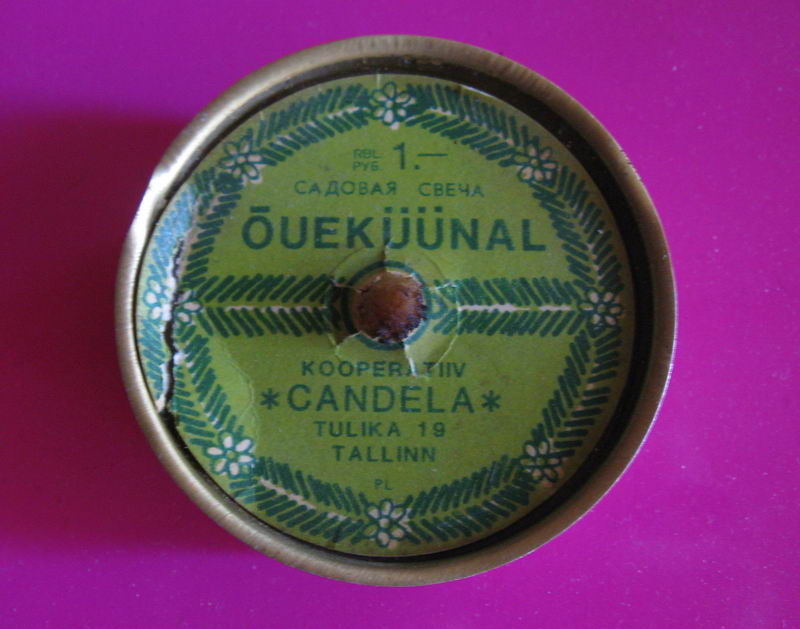 RBL. 1.—
РУБ.
САДОВАЯ СВЕЧА
ÕUEKÜÜNAL
KOOPERATIIV
*CANDELA*
TULIKA 19
TALLINN
PL